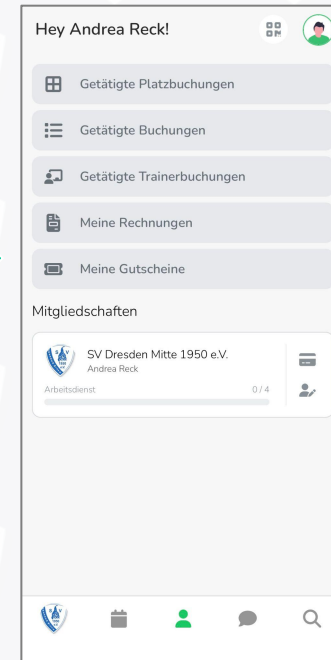 Hey Andrea Reck!
Getätigte Platzbuchungen
Getätigte Buchungen
Getätigte Trainerbuchungen
Meine Rechnungen
Meine Gutscheine
Mitgliedschaften
SV Dresden Mitte 1950 e.V.
Andrea Reck
Arbeitsdienst 0 / 4